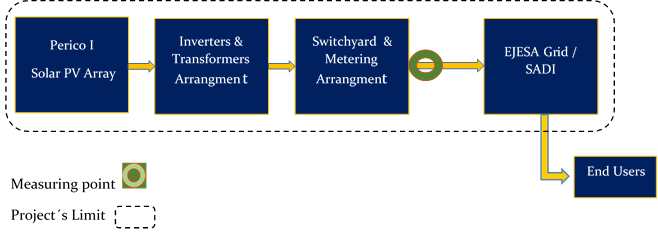 Perico I
Solar PV Array
Inverters &
Transformers
Arrangment
Switchyard &
Metering
Arrangment
EJESA Grid /
SADI
End Users
Measuring point
Project´s Limit